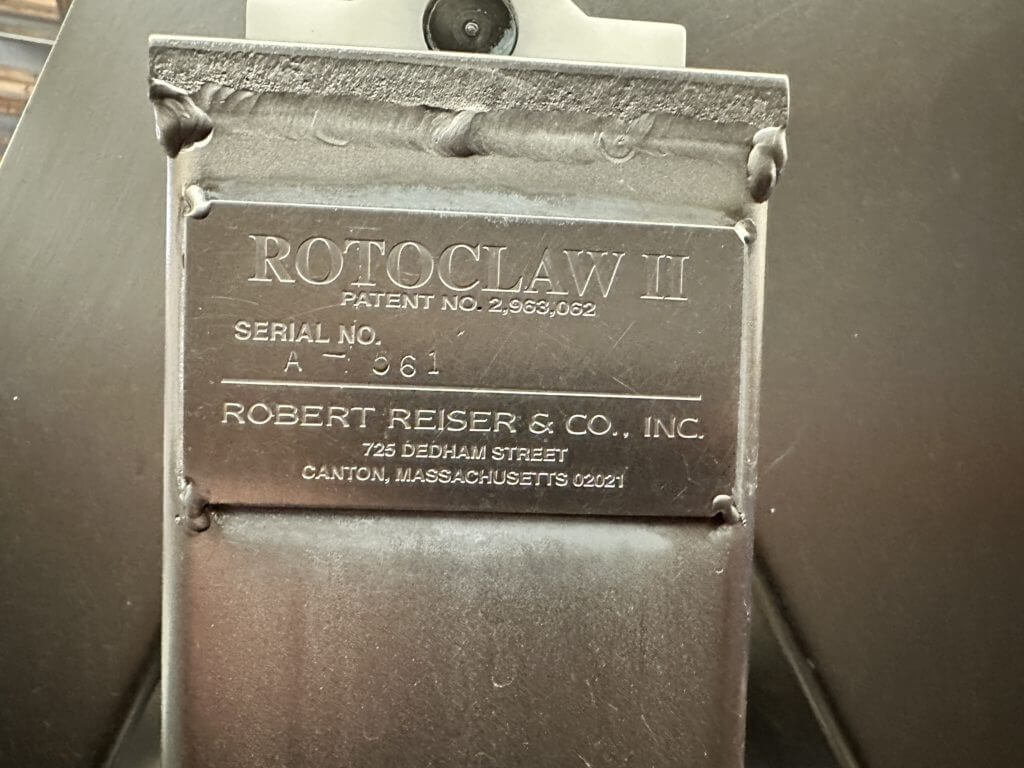 ROTOCLAW II
PATENT NO. 2,963,062
SERIAL NO.
A - 561
ROBERT REISER & CO., INC.
725 DEDHAM STREET
CANTON, MASSACHUSETTS 02021